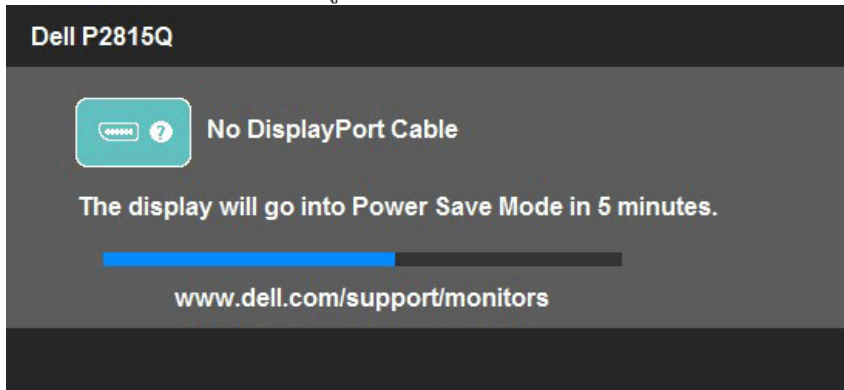 Dell P2815Q
No DisplayPort Cable
The display will go into Power Save Mode in 5 minutes.
www.dell.com/support/monitors